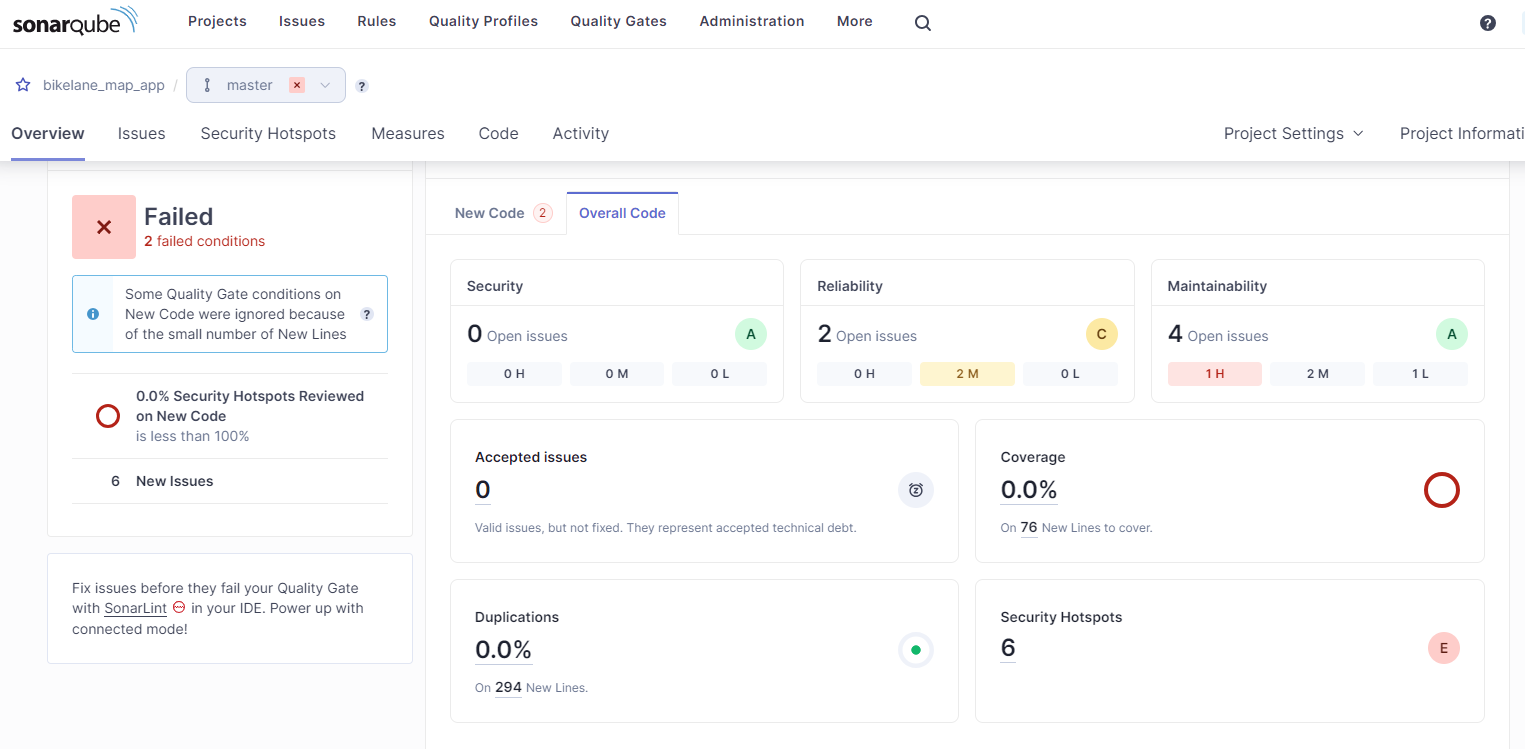 sonarqube Projects Issues Rules Quality Profiles Quality Gates Administration More ?
bikelane_map_app / master ?
Overview Issues Security Hotspots Measures Code Activity Project Settings Project Informati
Failed
2 failed conditions
Some Quality Gate conditions on
New Code were ignored because
of the small number of New Lines
?
0.0% Security Hotspots Reviewed
on New Code
is less than 100%
6 New Issues
Fix issues before they fail your Quality Gate
with SonarLint in your IDE. Power up with
connected mode!
New Code 2 Overall Code
Security
0 Open issues A
0 H 0 M 0 L
Reliability
2 Open issues C
0 H 2 M 0 L
Maintainability
4 Open issues A
1 H 2 M 1 L
Accepted issues
0
Valid issues, but not fixed. They represent accepted technical debt.
Coverage
0.0%
On 76 New Lines to cover.
Duplications
0.0%
On 294 New Lines.
Security Hotspots
6 E